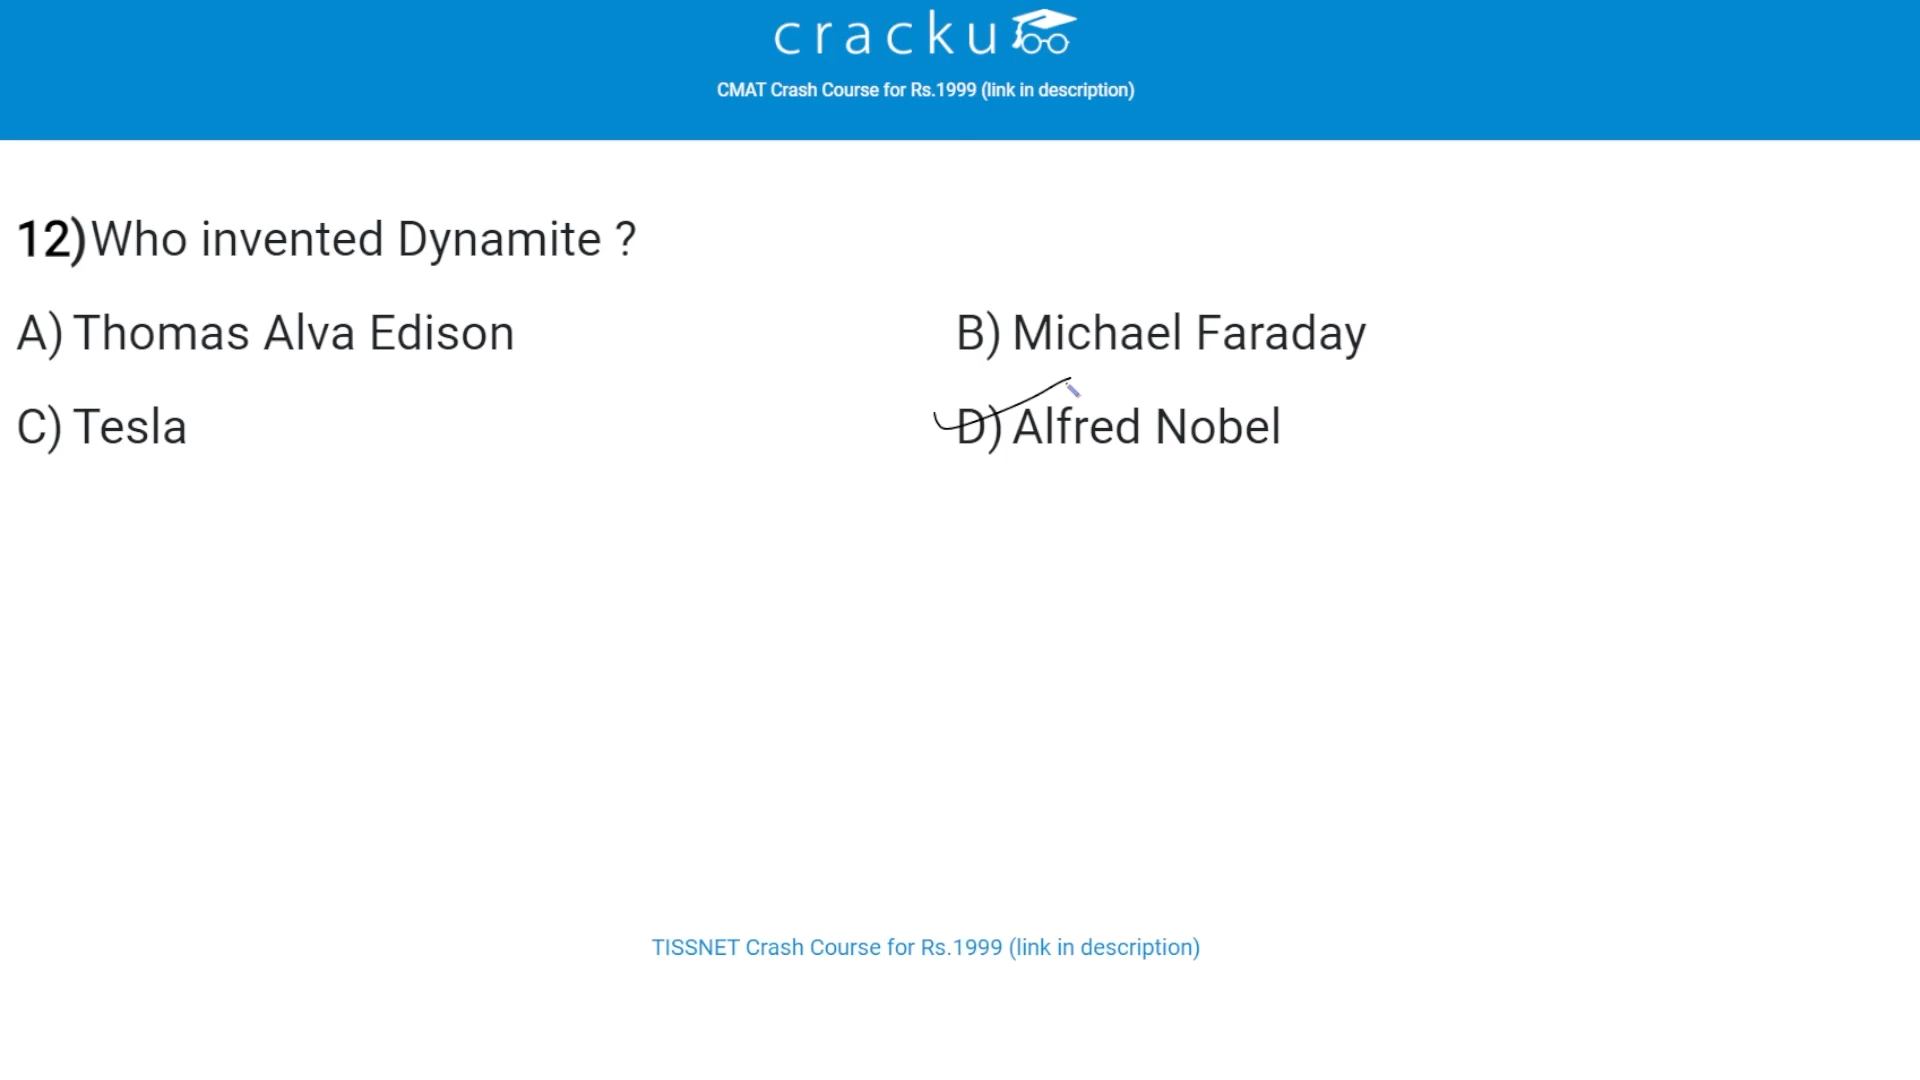 cracku
CMAT Crash Course for Rs.1999 (link in description)
12) Who invented Dynamite ?
A) Thomas Alva Edison
B) Michael Faraday
C) Tesla
D) Alfred Nobel
TISSNET Crash Course for Rs.1999 (link in description)